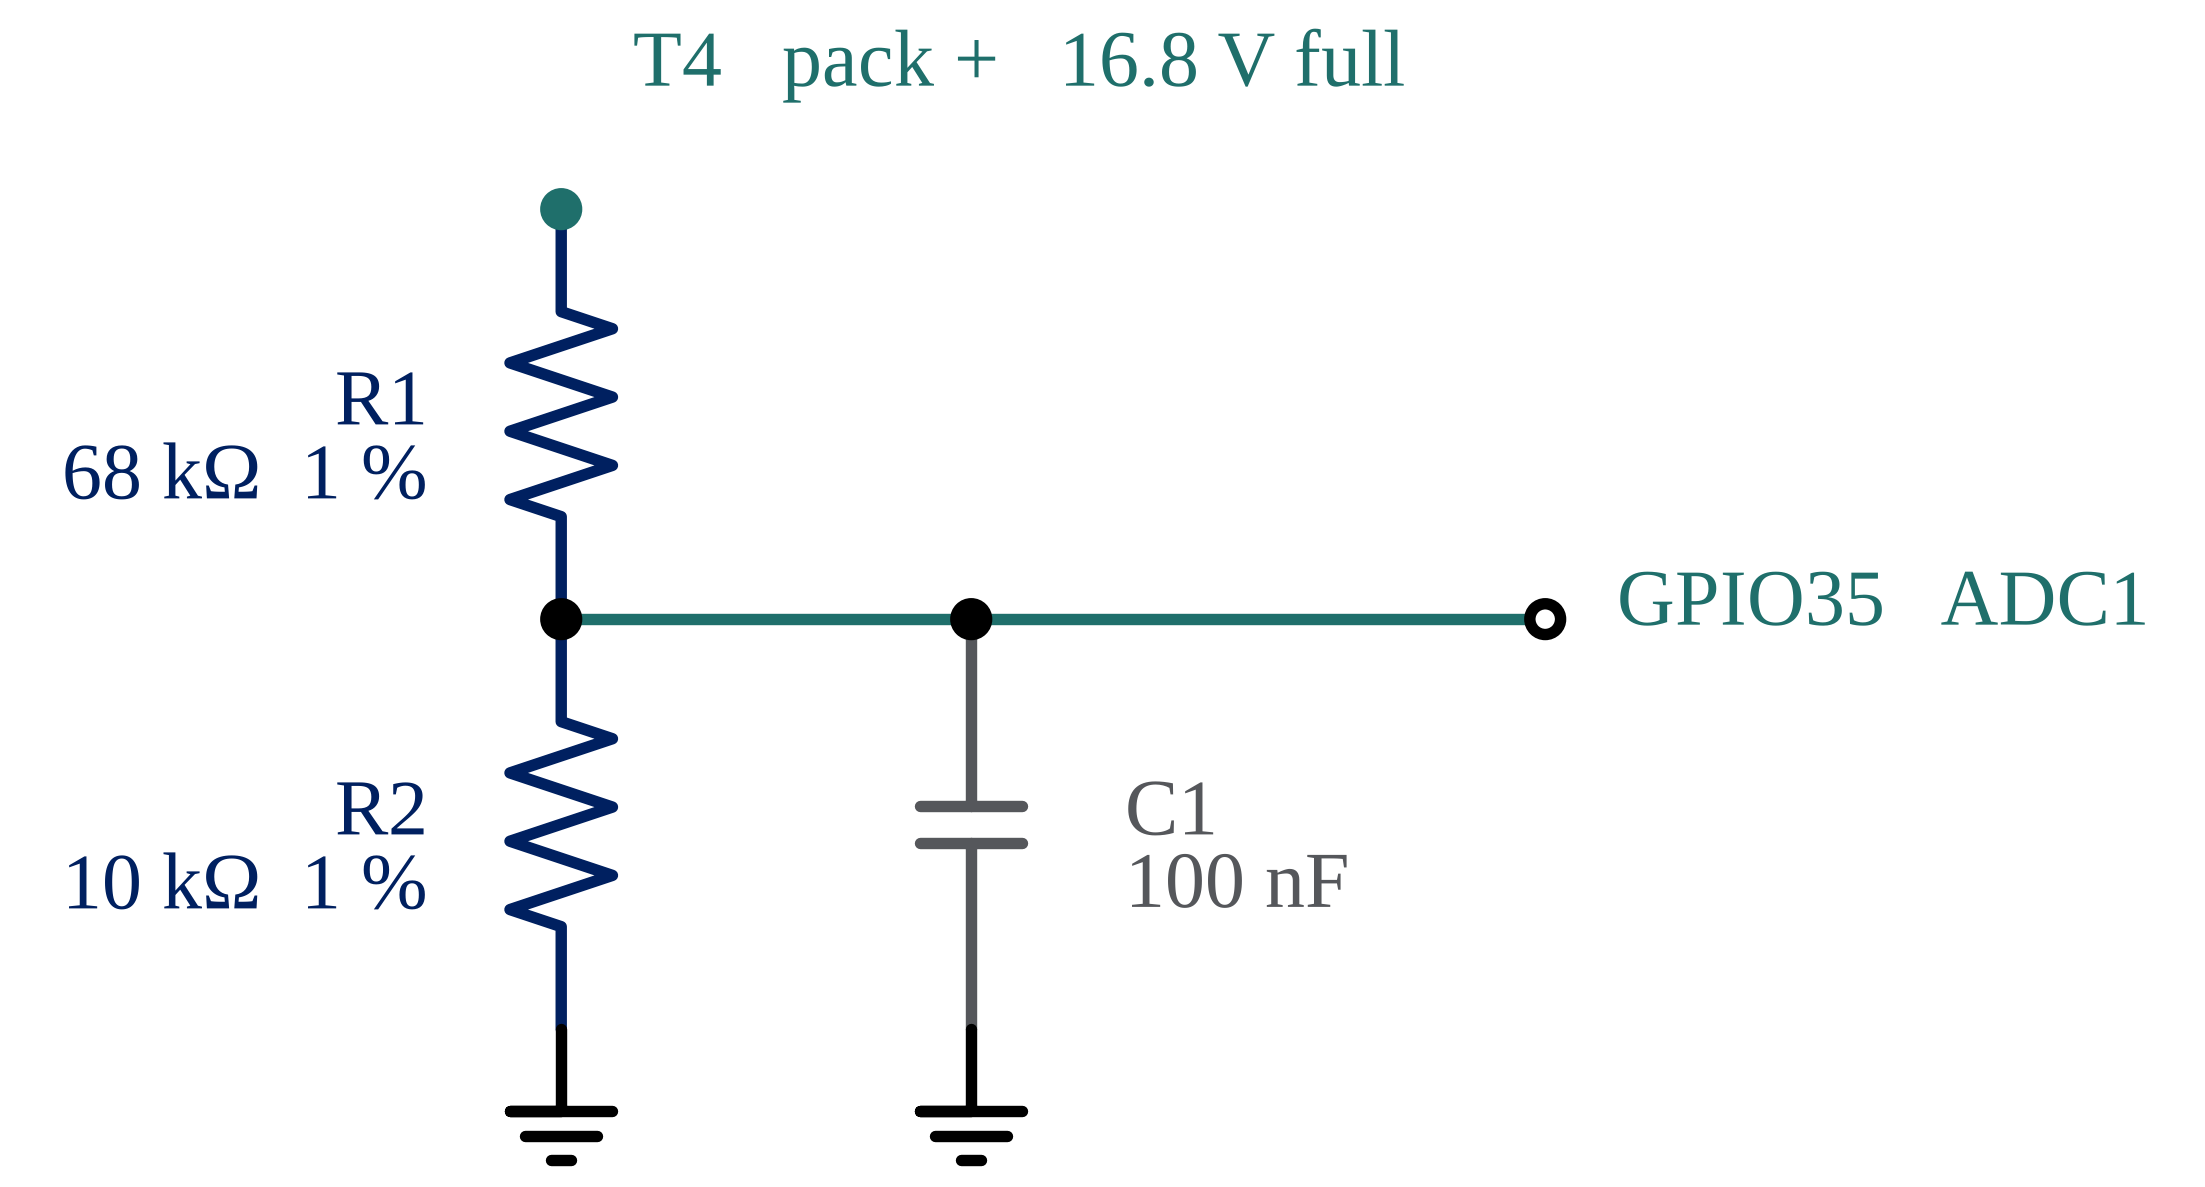 T4 pack + 16.8 V full
R1
68 kΩ 1 %
GPIO35 ADC1
R2
10 kΩ 1 %
C1
100 nF